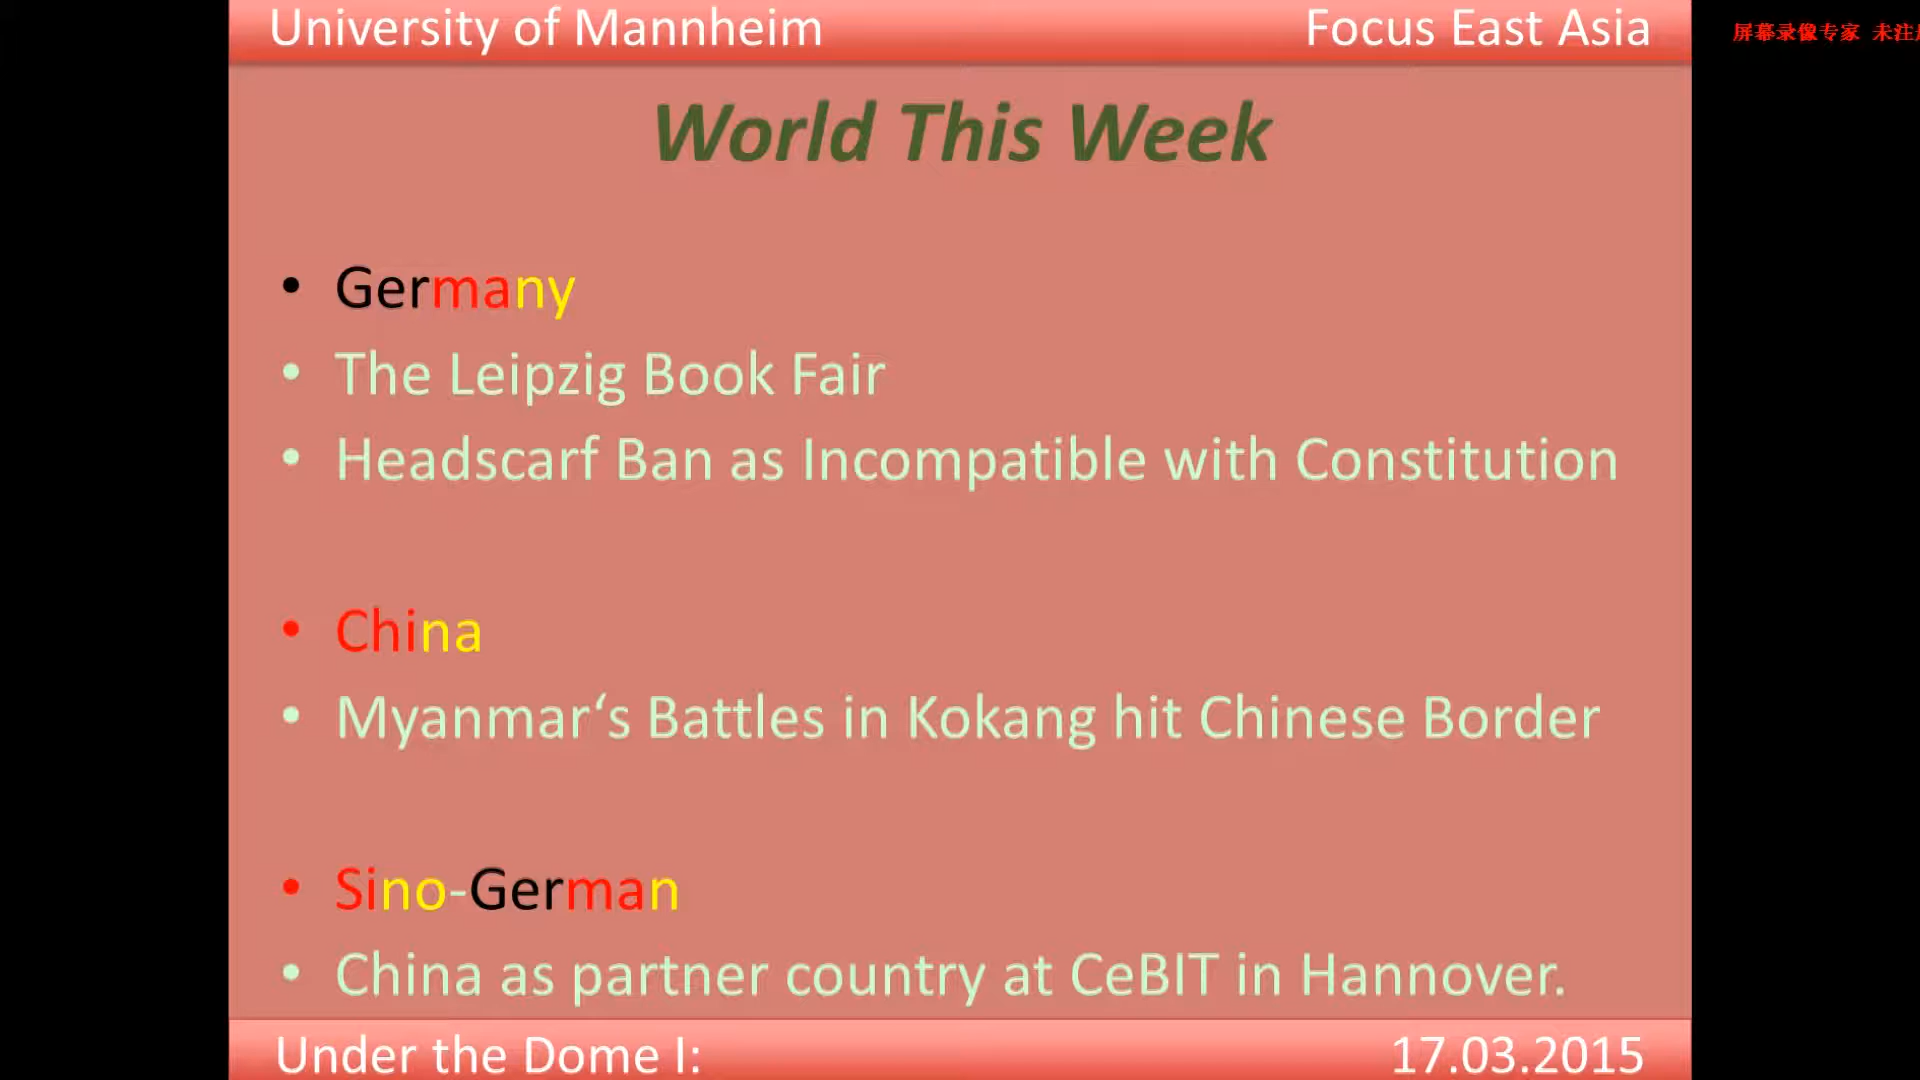 University of Mannheim
Focus East Asia
屏幕录像专家 未注
World This Week
• Germany
• The Leipzig Book Fair
• Headscarf Ban as Incompatible with Constitution
• China
• Myanmar‘s Battles in Kokang hit Chinese Border
• Sino-German
• China as partner country at CeBIT in Hannover.
Under the Dome I:
17.03.2015